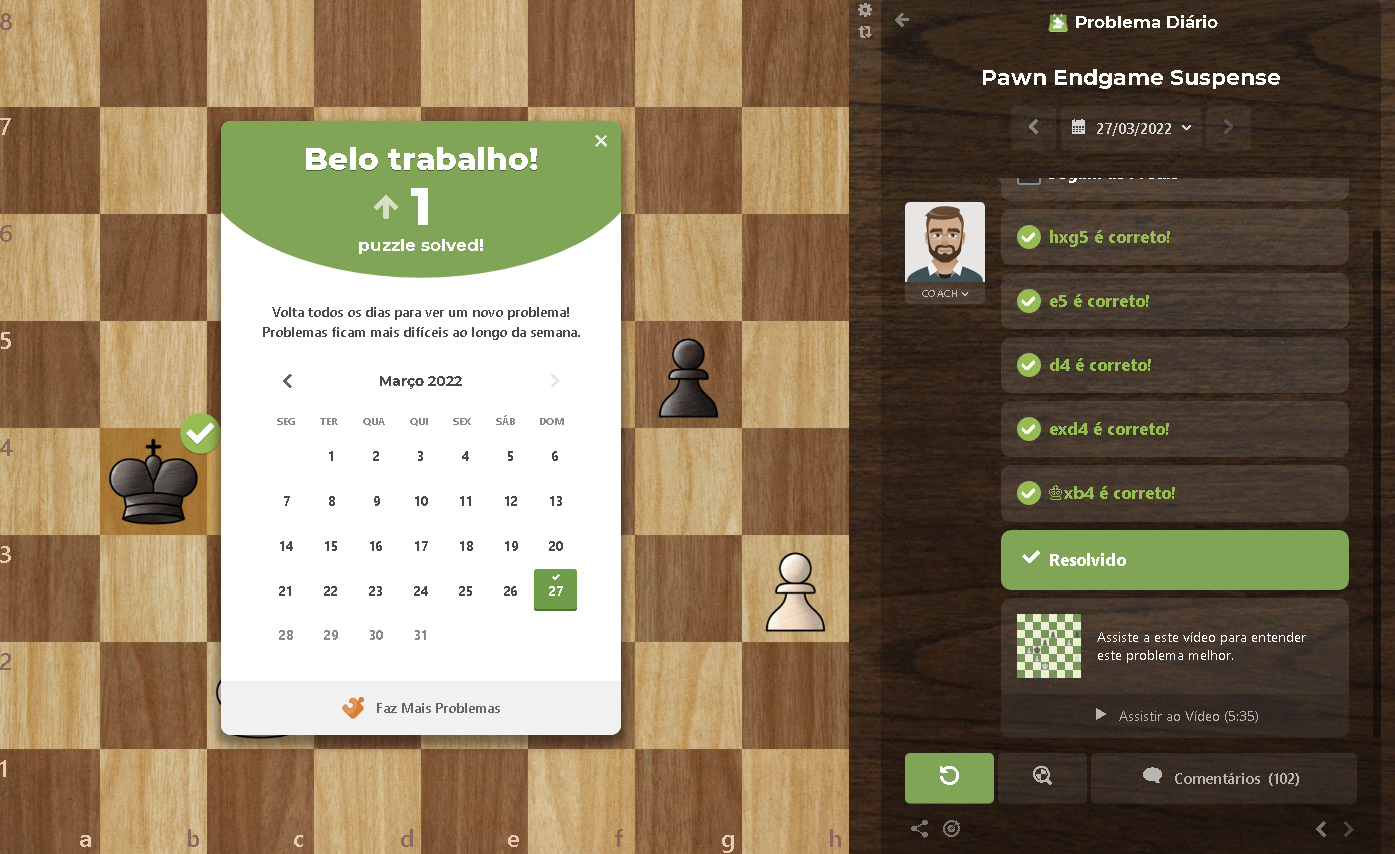 8
7
6
5
4
3
2
1
a
b
c
d
e
f
g
h
Belo trabalho!
1
puzzle solved!
Volta todos os dias para ver um novo problema!
Problemas ficam mais difíceis ao longo da semana.
Março 2022
SEG TER QUA QUI SEX SÁB DOM
1 2 3 4 5 6
7 8 9 10 11 12 13
14 15 16 17 18 19 20
21 22 23 24 25 26 27
28 29 30 31
Faz Mais Problemas
Problema Diário
Pawn Endgame Suspense
27/03/2022
COACH
hxg5 é correto!
e5 é correto!
d4 é correto!
exd4 é correto!
♔xb4 é correto!
Resolvido
Assiste a este vídeo para entender
este problema melhor.
Assistir ao Vídeo (5:35)
Comentários (102)